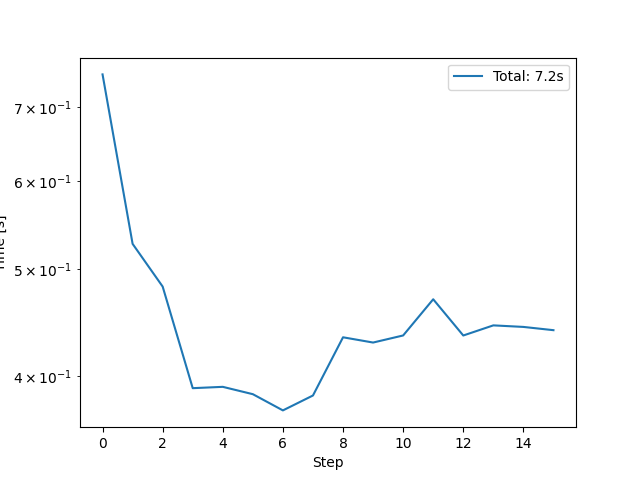 Total: 7.2s
7 × 10⁻¹
6 × 10⁻¹
5 × 10⁻¹
4 × 10⁻¹
[s]
0 2 4 6 8 10 12 14
Step